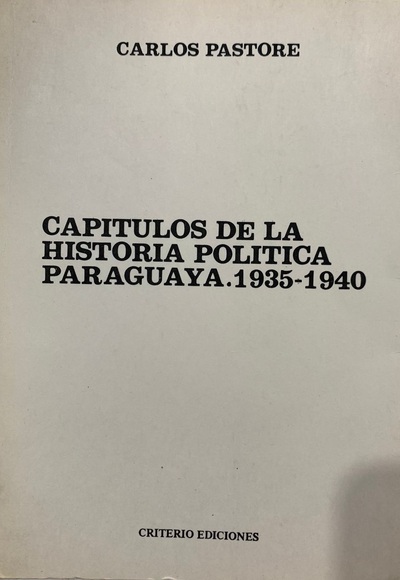 CARLOS PASTORE
CAPITULOS DE LA
HISTORIA POLITICA
PARAGUAYA.1935-1940
CRITERIO EDICIONES